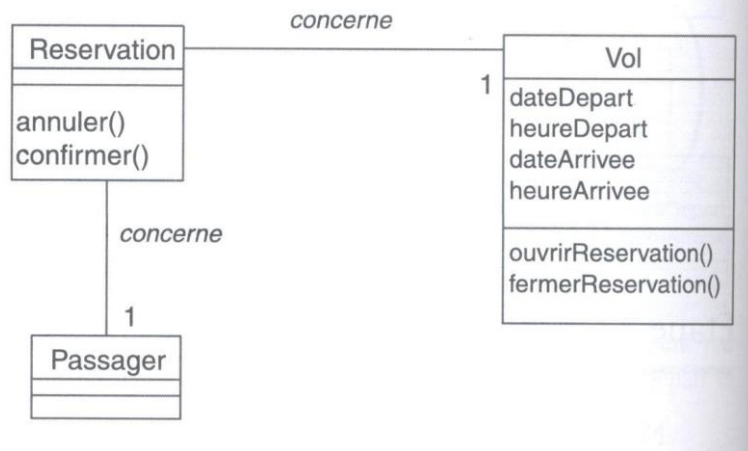 concerne
Reservation
annuler()
confirmer()
1
Vol
dateDepart
heureDepart
dateArrivee
heureArrivee
ouvrirReservation()
fermerReservation()
concerne
1
Passager